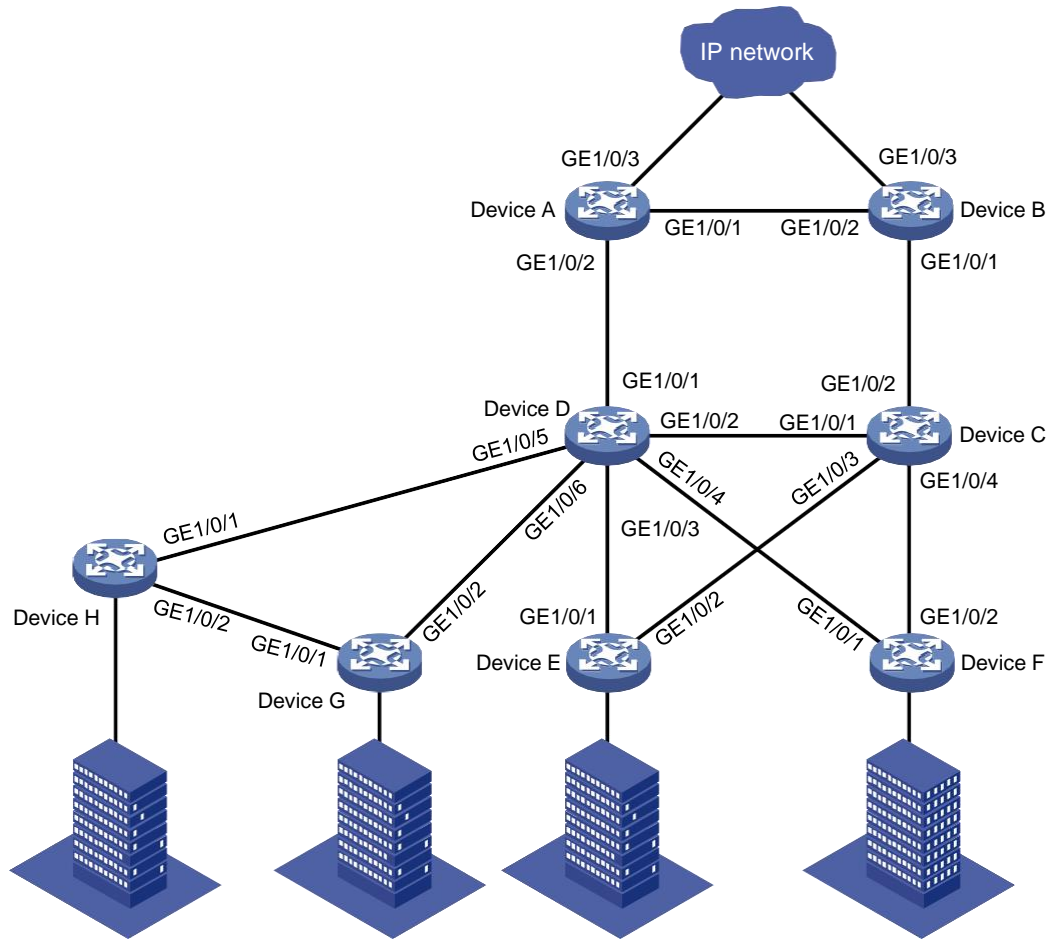 IP network
GE1/0/3
GE1/0/3
Device A
Device B
GE1/0/1
GE1/0/2
GE1/0/2
GE1/0/1
GE1/0/1
GE1/0/2
Device D
GE1/0/2
GE1/0/1
Device C
GE1/0/5
GE1/0/6
GE1/0/4
GE1/0/3
GE1/0/4
GE1/0/1
GE1/0/3
Device H
GE1/0/2
GE1/0/1
GE1/0/2
GE1/0/1
GE1/0/2
GE1/0/1
GE1/0/2
Device G
Device E
Device F